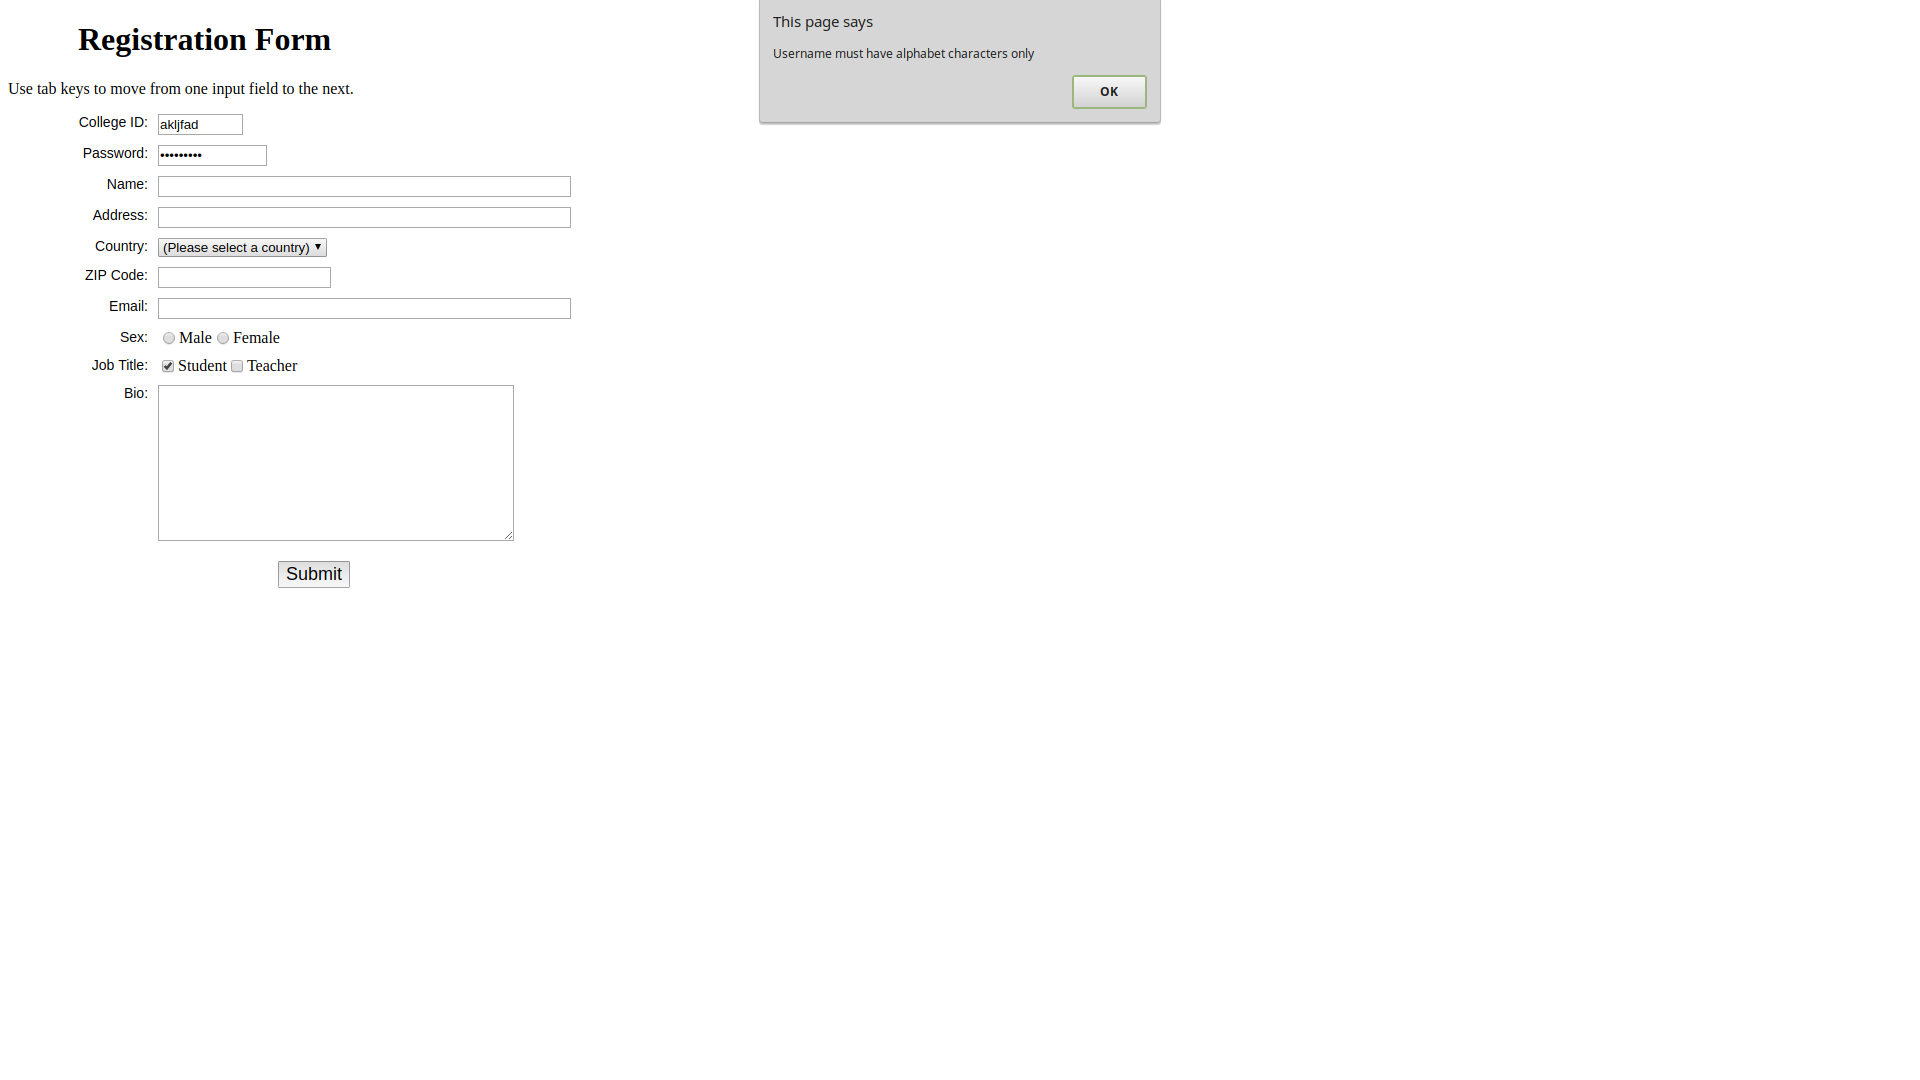 Registration Form
Use tab keys to move from one input field to the next.
College ID: akljfad
Password: •••••••••
Name:
Address:
Country: (Please select a country)
ZIP Code:
Email:
Sex: Male Female
Job Title: Student Teacher
Bio:
Submit
This page says
Username must have alphabet characters only
OK